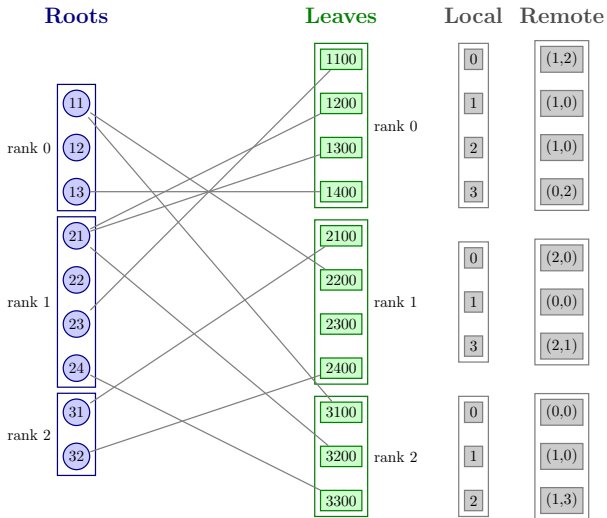 Roots Leaves Local Remote
1100 0 (1,2)
11 1200 1 (1,0)
rank 0 12 1300 rank 0 2 (1,0)
13 1400 3 (0,2)
21 2100 0 (2,0)
22 2200 1 (0,0)
rank 1 23 2300 rank 1 3 (2,1)
24 2400
31 3100 0 (0,0)
rank 2 32 3200 rank 2 1 (1,0)
3300 2 (1,3)